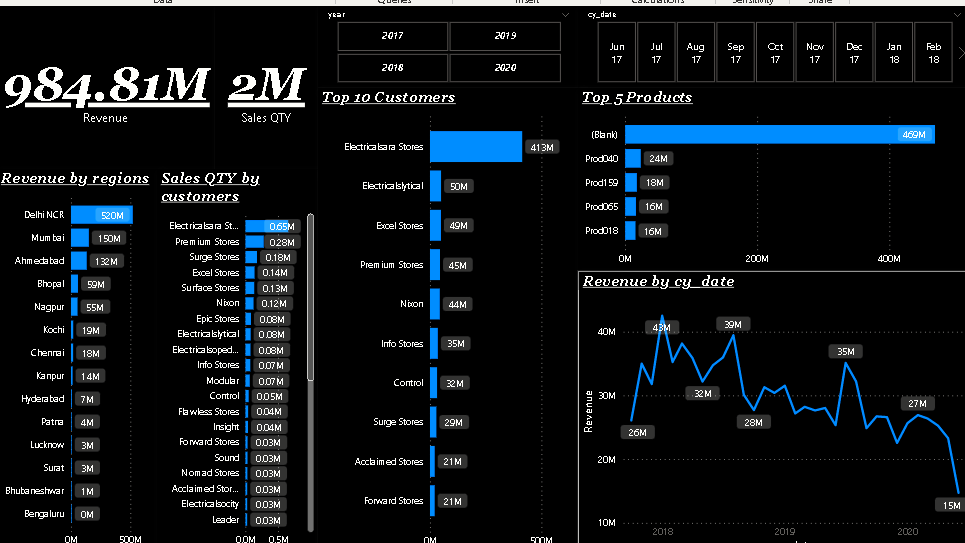 Data
Queries
Insert
Calculations
Sensitivity
Share
984.81M
Revenue
2M
Sales QTY
year
2017
2019
2018
2020
cy_date
Jun 17
Jul 17
Aug 17
Sep 17
Oct 17
Nov 17
Dec 17
Jan 18
Feb 18
Revenue by regions
Delhi NCR 520M
Mumbai 150M
Ahmedabad 132M
Bhopal 59M
Nagpur 55M
Kochi 19M
Chennai 18M
Kanpur 14M
Hyderabad 7M
Patna 4M
Lucknow 3M
Surat 3M
Bhubaneshwar 1M
Bengaluru 0M
0M 500M
Sales QTY by
customers
Electricalsara St... 0.65M
Premium Stores 0.28M
Surge Stores 0.18M
Excel Stores 0.14M
Surface Stores 0.13M
Nixon 0.12M
Epic Stores 0.08M
Electricalslytical 0.08M
Electricalsoped... 0.08M
Info Stores 0.07M
Modular 0.07M
Control 0.05M
Flawless Stores 0.04M
Insight 0.04M
Forward Stores 0.03M
Sound 0.03M
Nomad Stores 0.03M
Acclaimed Stor... 0.03M
Electricalsocity 0.03M
Leader 0.03M
0.0M 0.5M
Top 10 Customers
Electricalsara Stores 413M
Electricalslytical 50M
Excel Stores 49M
Premium Stores 45M
Nixon 44M
Info Stores 35M
Control 32M
Surge Stores 29M
Acclaimed Stores 21M
Forward Stores 21M
0M 500M
Top 5 Products
(Blank) 469M
Prod040 24M
Prod159 18M
Prod065 16M
Prod018 16M
0M 200M 400M
Revenue by cy_date
Revenue
40M
30M
20M
10M
26M
43M
32M
39M
28M
35M
27M
15M
2018 2019 2020